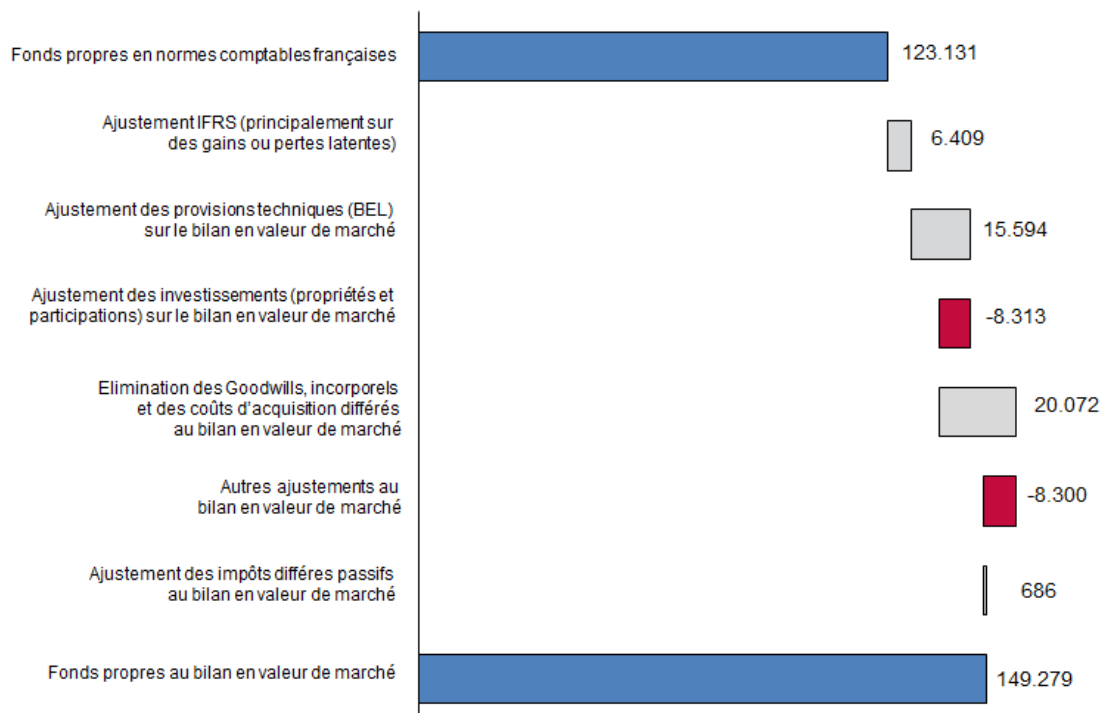 Fonds propres en normes comptables françaises
123.131
Ajustement IFRS (principalement sur
des gains ou pertes latentes)
6.409
Ajustement des provisions techniques (BEL)
sur le bilan en valeur de marché
15.594
Ajustement des investissements (propriétés et
participations) sur le bilan en valeur de marché
-8.313
Elimination des Goodwills, incorporels
et des coûts d’acquisition différés
au bilan en valeur de marché
20.072
Autres ajustements au
bilan en valeur de marché
-8.300
Ajustement des impôts différes passifs
au bilan en valeur de marché
686
Fonds propres au bilan en valeur de marché
149.279